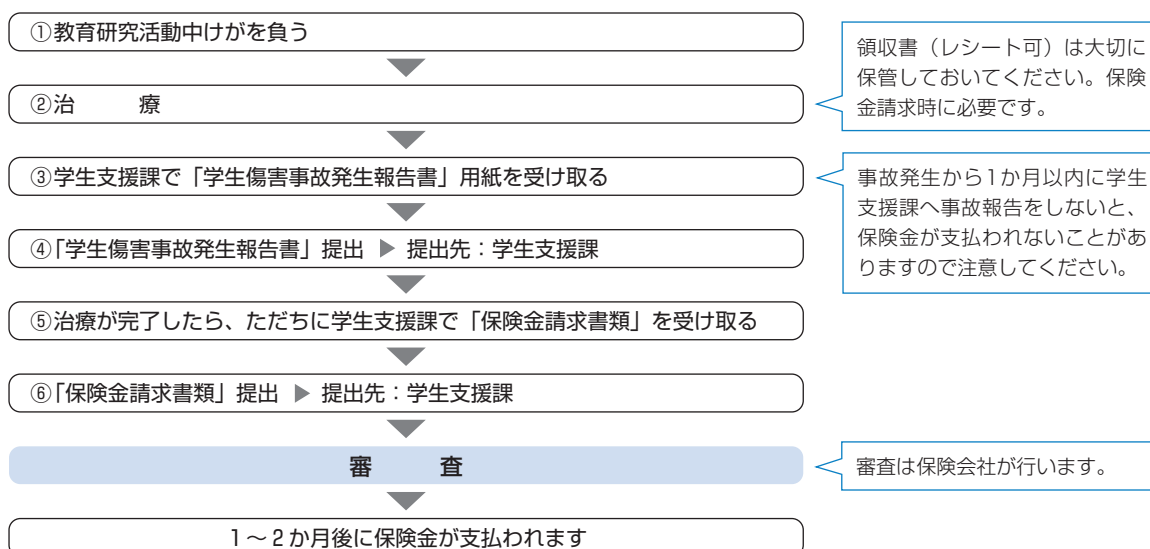 ①教育研究活動中けがを負う
領収書（レシート可）は大切に
保管しておいてください。保険
金請求時に必要です。
②治　　　療
③学生支援課で「学生傷害事故発生報告書」用紙を受け取る
事故発生から1か月以内に学生
支援課へ事故報告をしないと、
保険金が支払われないことがあ
りますので注意してください。
④「学生傷害事故発生報告書」提出 ▶ 提出先：学生支援課
⑤治療が完了したら、ただちに学生支援課で「保険金請求書類」を受け取る
⑥「保険金請求書類」提出 ▶ 提出先：学生支援課
審　　　査
審査は保険会社が行います。
1～2か月後に保険金が支払われます